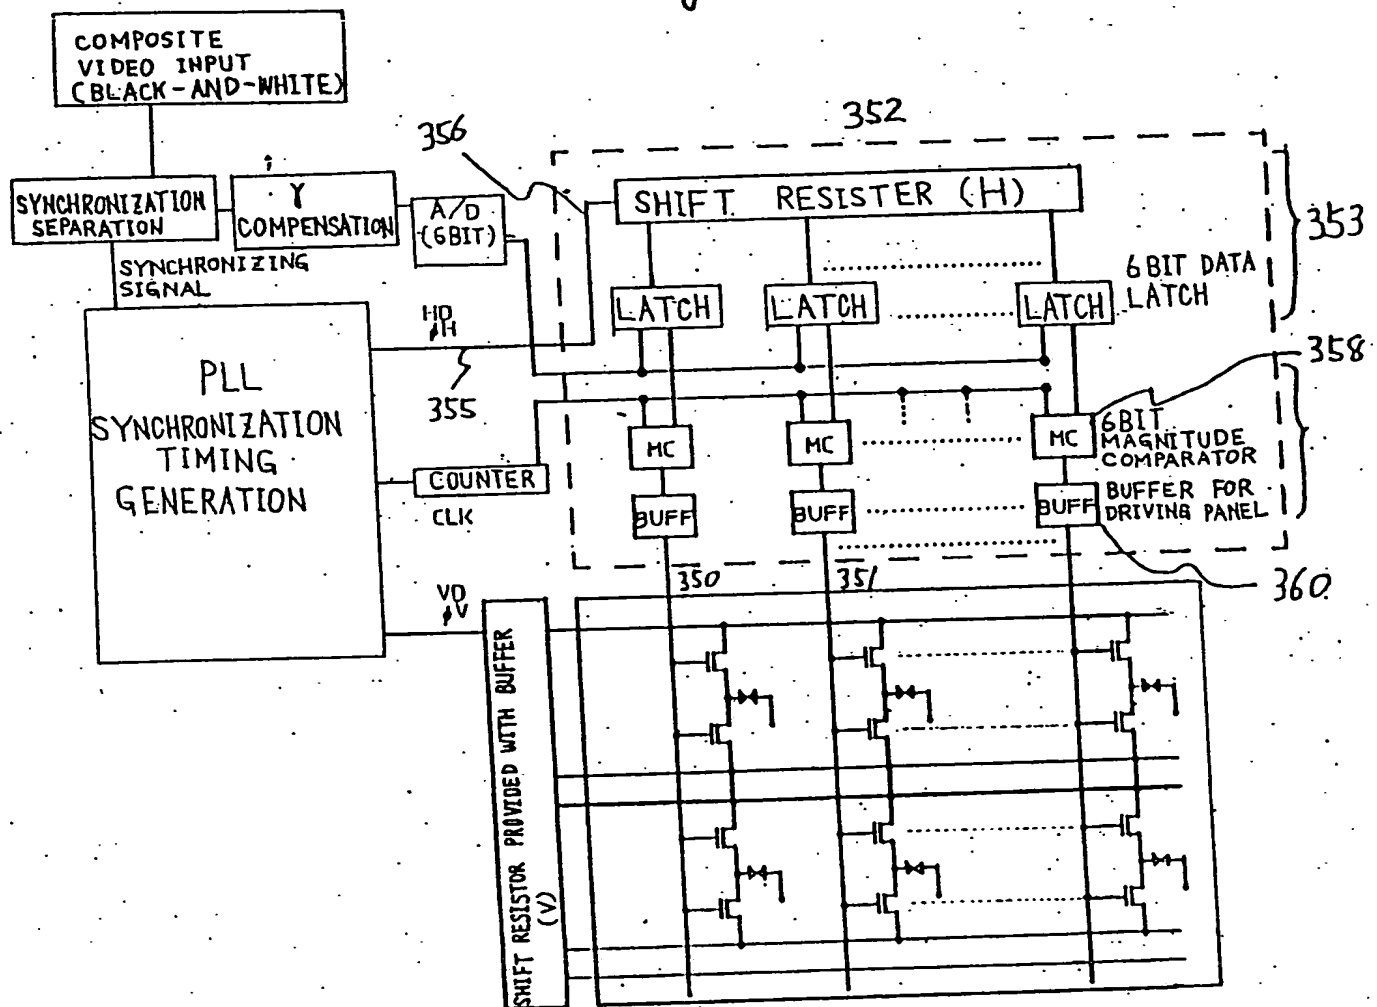 COMPOSITE
VIDEO INPUT
(BLACK-AND-WHITE)
352
356
SYNCHRONIZATION
SEPARATION
γ
COMPENSATION
A/D
(6BIT)
SHIFT RESISTER (H)
353
SYNCHRONIZING
SIGNAL
6BIT DATA
LATCH
LATCH
LATCH
LATCH
HD
φH
358
355
PLL
SYNCHRONIZATION
TIMING
GENERATION
MC
MC
MC
6BIT
MAGNITUDE
COMPARATOR
COUNTER
CLK
BUFF
BUFF
BUFF
BUFFER FOR
DRIVING PANEL
350
351
360
VD
φV
SHIFT RESISTOR PROVIDED WITH BUFFER
(V)